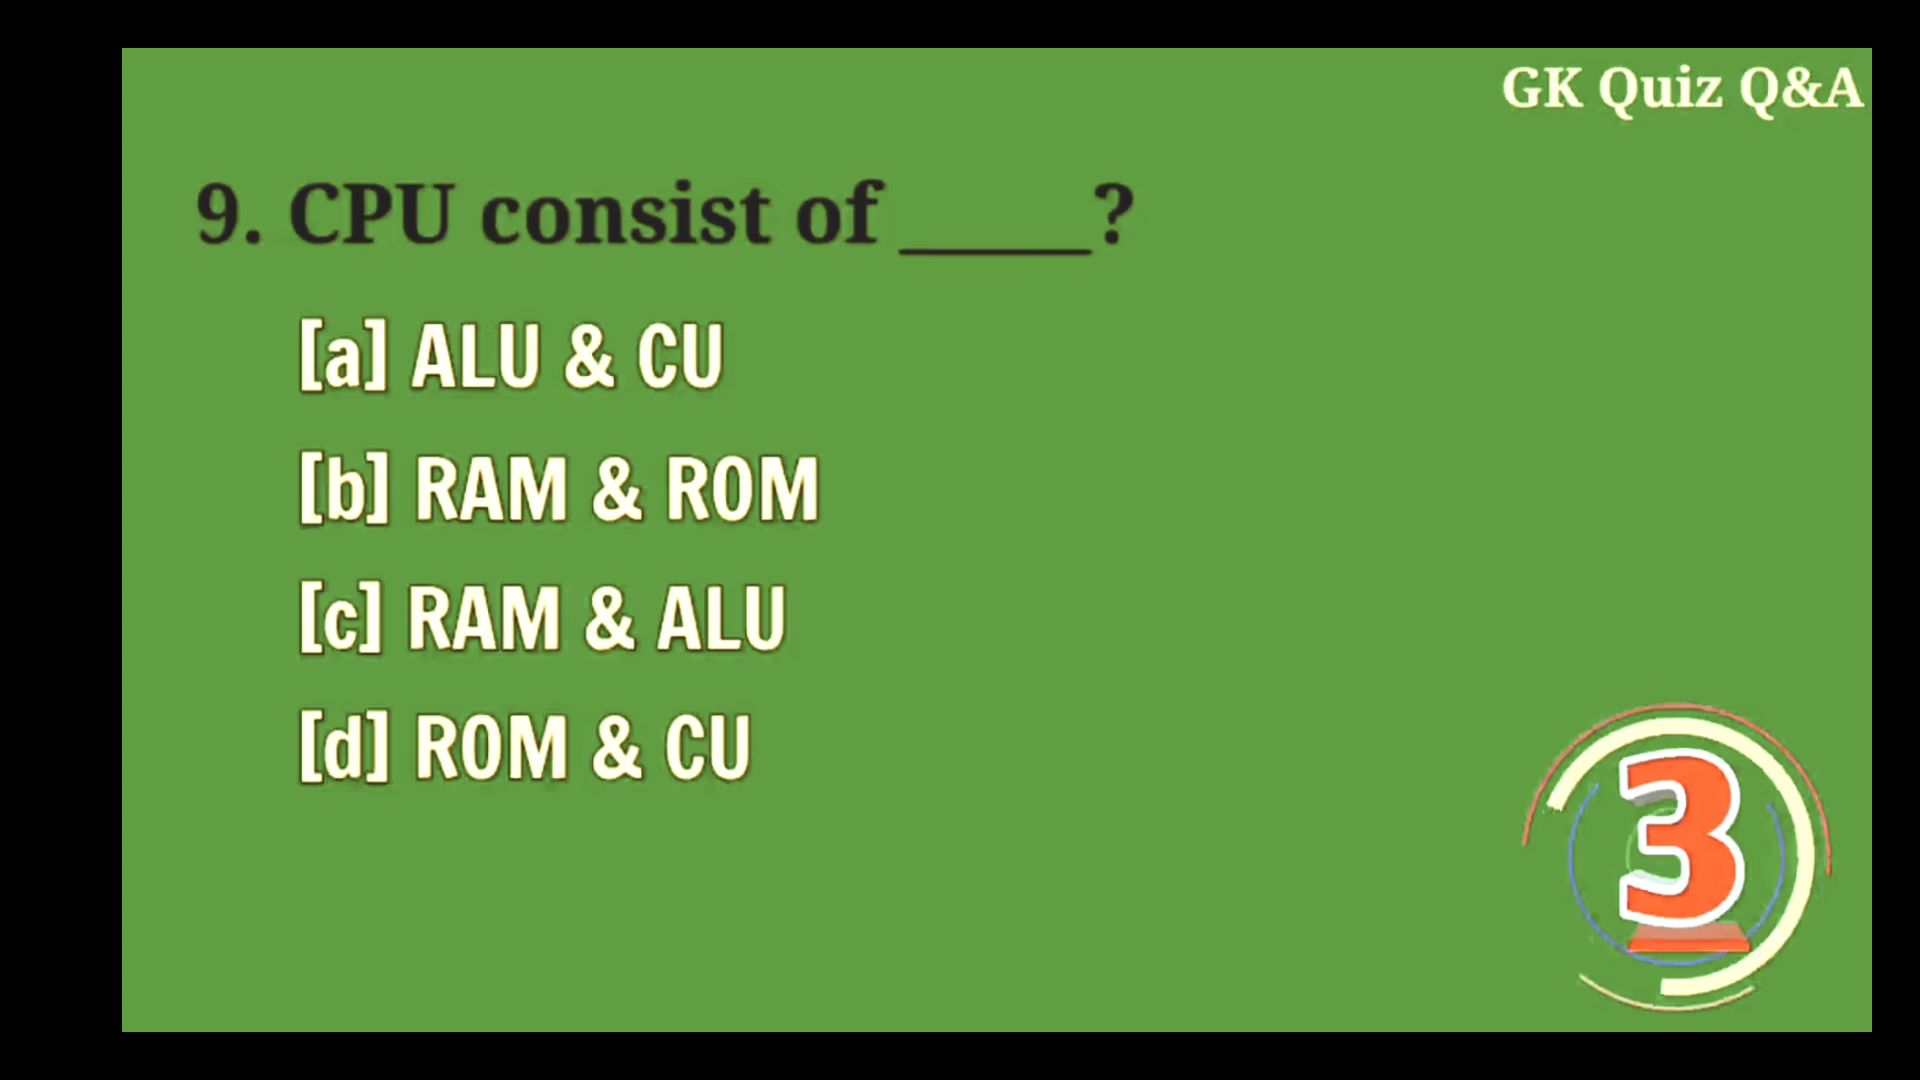 GK Quiz Q&A
9. CPU consist of _____?
[a] ALU & CU
[b] RAM & ROM
[c] RAM & ALU
[d] ROM & CU
3